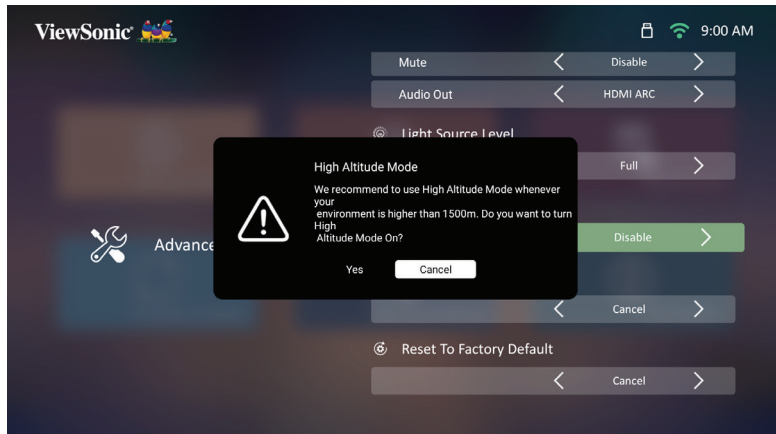 ViewSonic
9:00 AM
Mute Disable
Audio Out HDMI ARC
Light Source Level
Full
High Altitude Mode
We recommend to use High Altitude Mode whenever
your
environment is higher than 1500m. Do you want to turn
High
Altitude Mode On?
Yes Cancel
Advance
Disable
Cancel
Reset To Factory Default
Cancel